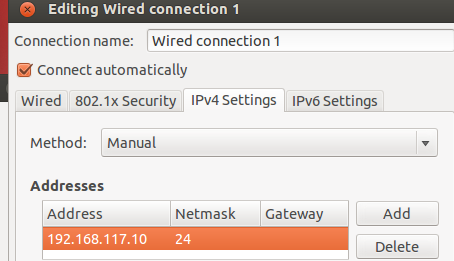 Editing Wired connection 1
Connection name: Wired connection 1
Connect automatically
Wired 802.1x Security IPv4 Settings IPv6 Settings
Method: Manual
Addresses
Address Netmask Gateway Add
192.168.117.10 24
Delete